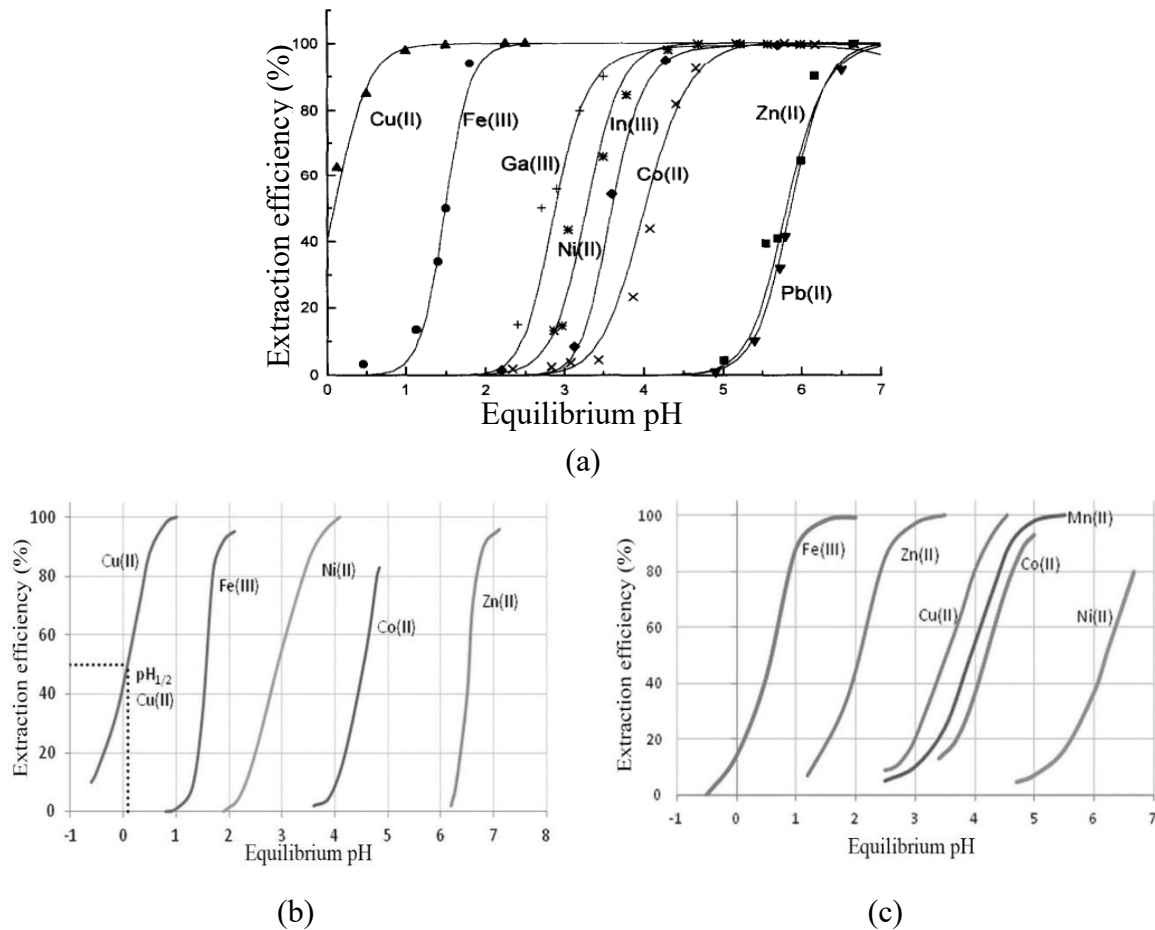 Extraction efficiency (%)
100
80
60
40
20
0
Cu(II)
Fe(III)
Ga(III)
Ni(II)
In(III)
Co(II)
Zn(II)
Pb(II)
0 1 2 3 4 5 6 7
Equilibrium pH
(a)
Extraction efficiency (%)
100
80
60
40
20
0
Cu(II)
Fe(III)
Ni(II)
Co(II)
Zn(II)
pH1/2
Cu(II)
-1 0 1 2 3 4 5 6 7 8
Equilibrium pH
(b)
Extraction efficiency (%)
100
80
60
40
20
0
Fe(III)
Zn(II)
Cu(II)
Mn(II)
Co(II)
Ni(II)
-1 0 1 2 3 4 5 6 7
Equilibrium pH
(c)